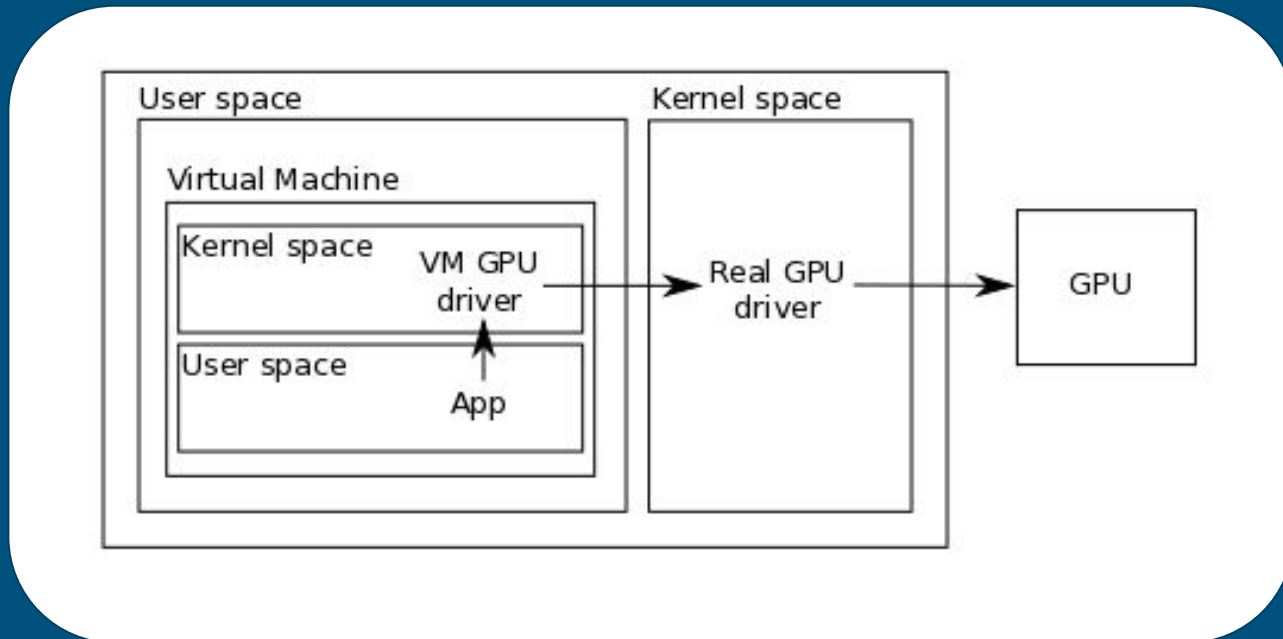 User space
Kernel space
Virtual Machine
Kernel space
VM GPU
driver
Real GPU
driver
GPU
User space
App